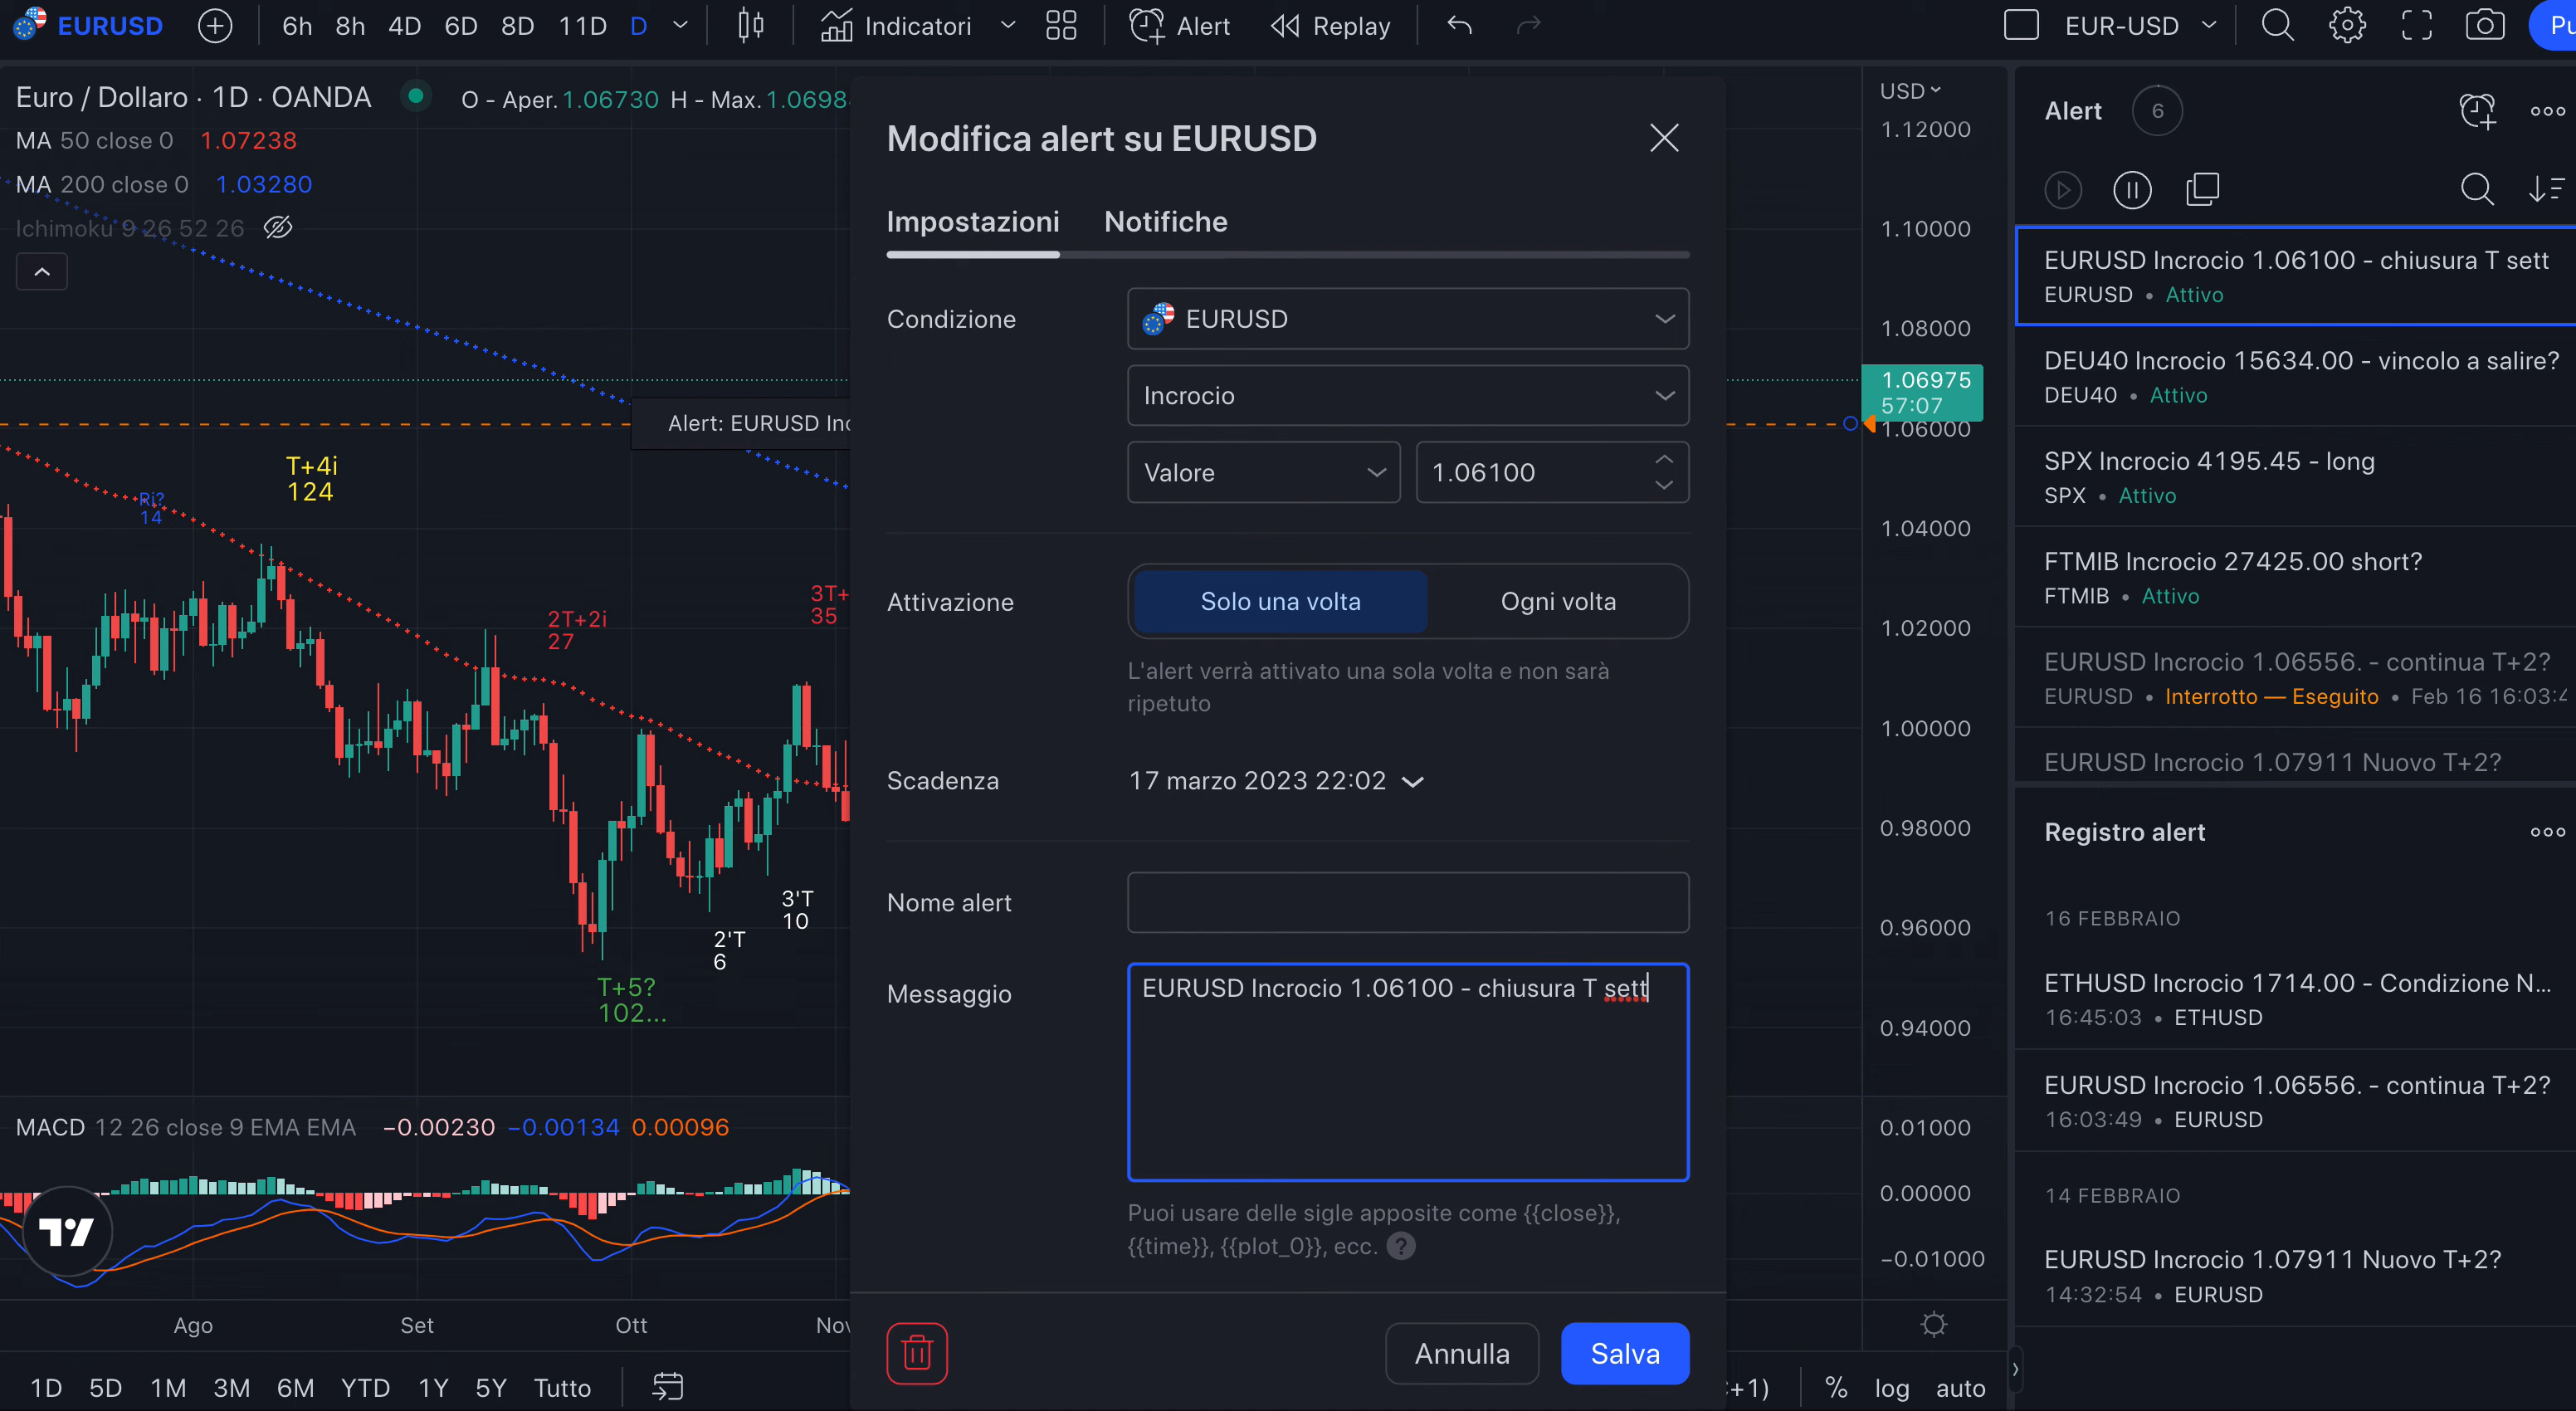 EURUSD 6h 8h 4D 6D 8D 11D D Indicatori Alert Replay EUR-USD
Euro / Dollaro · 1D · OANDA O - Aper. 1.06730 H - Max. 1.0698
MA 50 close 0 1.07238
MA 200 close 0 1.03280
Ichimoku 9 26 52 26
Alert: EURUSD Inc
T+4i
124
Ri?
14
2T+2i
27
3T+
35
3'T
10
2'T
6
T+5?
102...
MACD 12 26 close 9 EMA EMA −0.00230 −0.00134 0.00096
Ago Set Ott Nov
1D 5D 1M 3M 6M YTD 1Y 5Y Tutto
Modifica alert su EURUSD
Impostazioni Notifiche
Condizione EURUSD
Incrocio
Valore 1.06100
Attivazione Solo una volta Ogni volta
L'alert verrà attivato una sola volta e non sarà
ripetuto
Scadenza 17 marzo 2023 22:02
Nome alert
Messaggio EURUSD Incrocio 1.06100 - chiusura T sett
Puoi usare delle sigle apposite come {{close}},
{{time}}, {{plot_0}}, ecc. ?
Annulla Salva
USD
1.12000
1.10000
1.08000
1.06975
57:07
1.06000
1.04000
1.02000
1.00000
0.98000
0.96000
0.94000
0.01000
0.00000
−0.01000
+1) % log auto
Alert 6
EURUSD Incrocio 1.06100 - chiusura T sett
EURUSD • Attivo
DEU40 Incrocio 15634.00 - vincolo a salire?
DEU40 • Attivo
SPX Incrocio 4195.45 - long
SPX • Attivo
FTMIB Incrocio 27425.00 short?
FTMIB • Attivo
EURUSD Incrocio 1.06556. - continua T+2?
EURUSD • Interrotto — Eseguito • Feb 16 16:03:4
EURUSD Incrocio 1.07911 Nuovo T+2?
Registro alert
16 FEBBRAIO
ETHUSD Incrocio 1714.00 - Condizione N...
16:45:03 • ETHUSD
EURUSD Incrocio 1.06556. - continua T+2?
16:03:49 • EURUSD
14 FEBBRAIO
EURUSD Incrocio 1.07911 Nuovo T+2?
14:32:54 • EURUSD